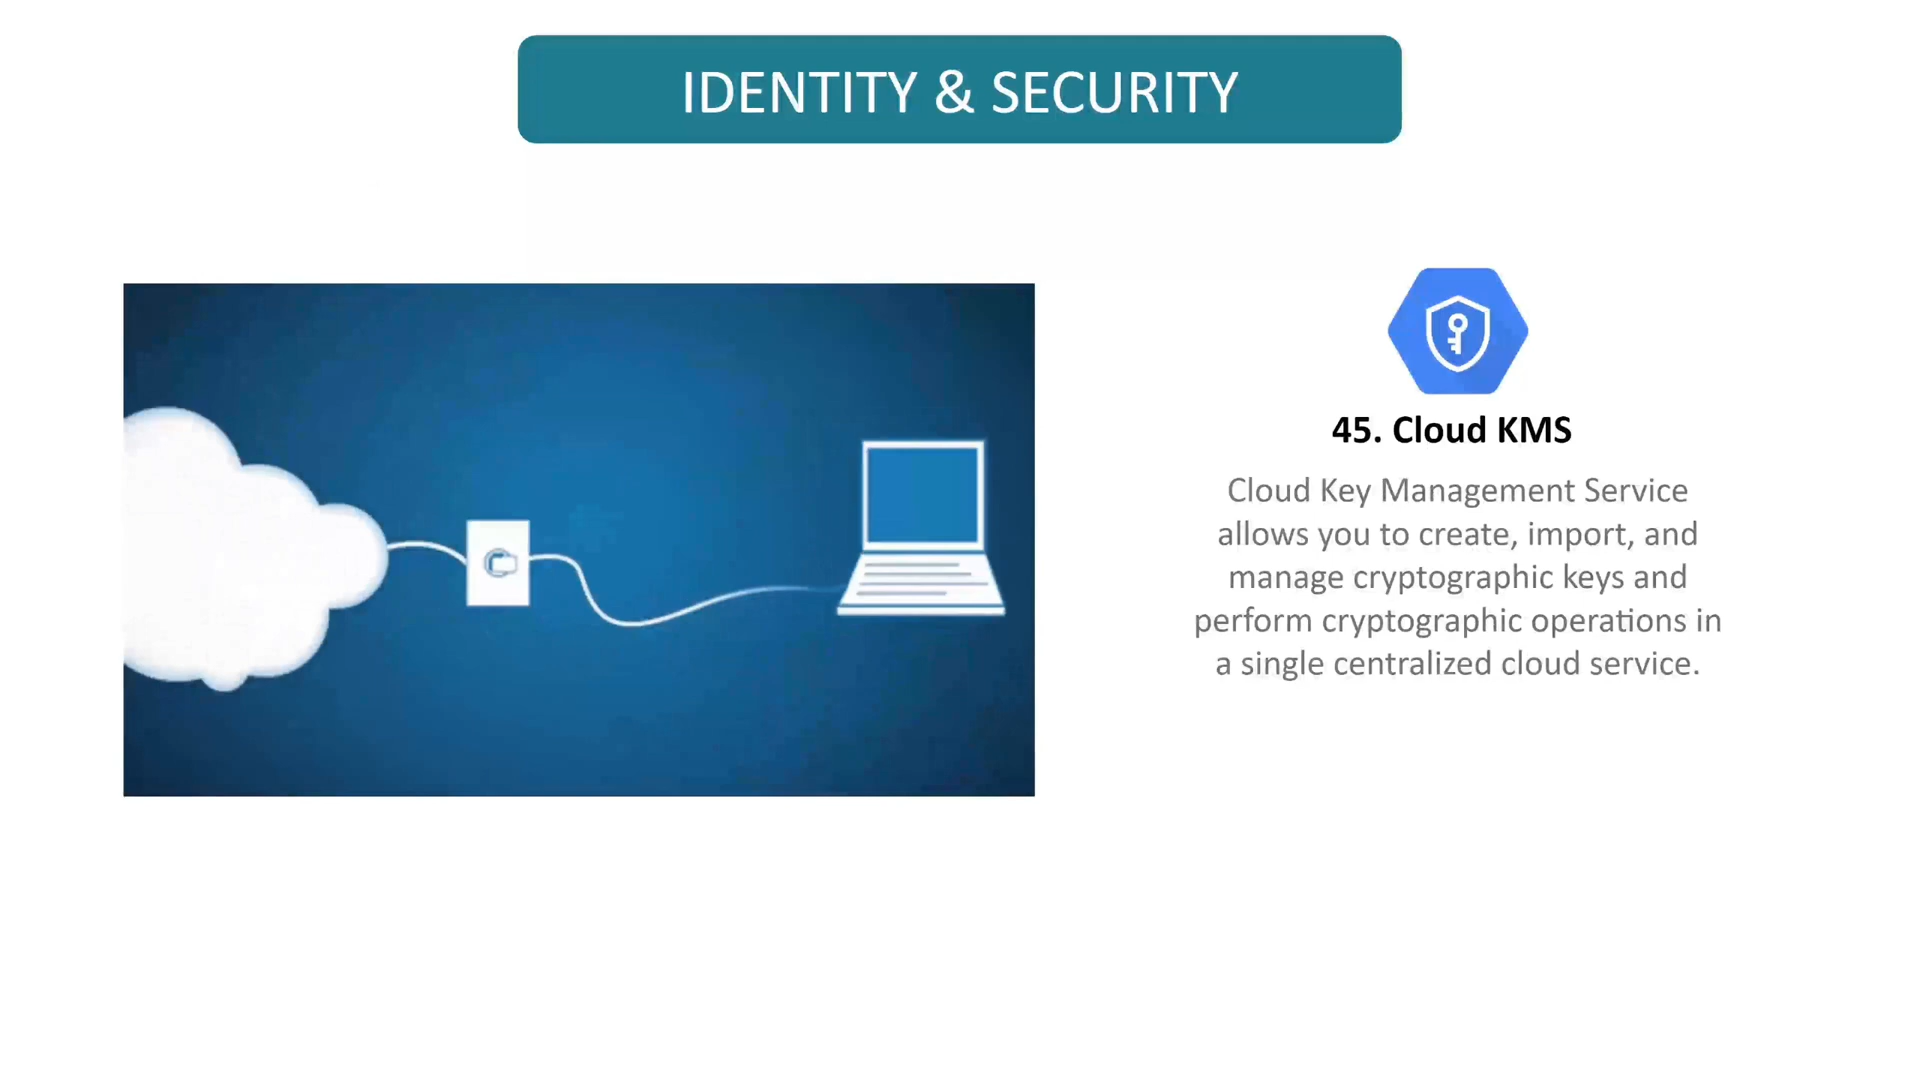 IDENTITY & SECURITY
45. Cloud KMS
Cloud Key Management Service
allows you to create, import, and
manage cryptographic keys and
perform cryptographic operations in
a single centralized cloud service.